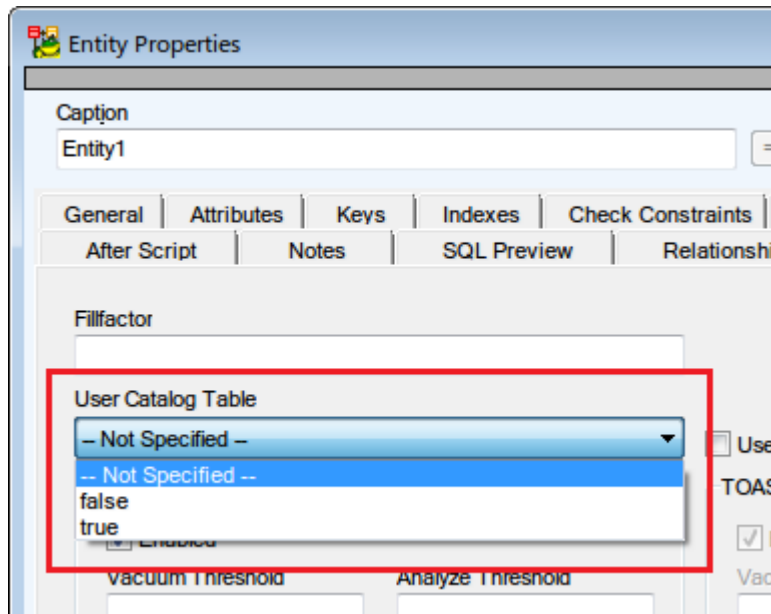 Entity Properties
Caption
Entity1
General Attributes Keys Indexes Check Constraints
After Script Notes SQL Preview
Fillfactor
User Catalog Table
-- Not Specified --
-- Not Specified --
false
true
Enabled
Vacuum Threshold Analyze Threshold